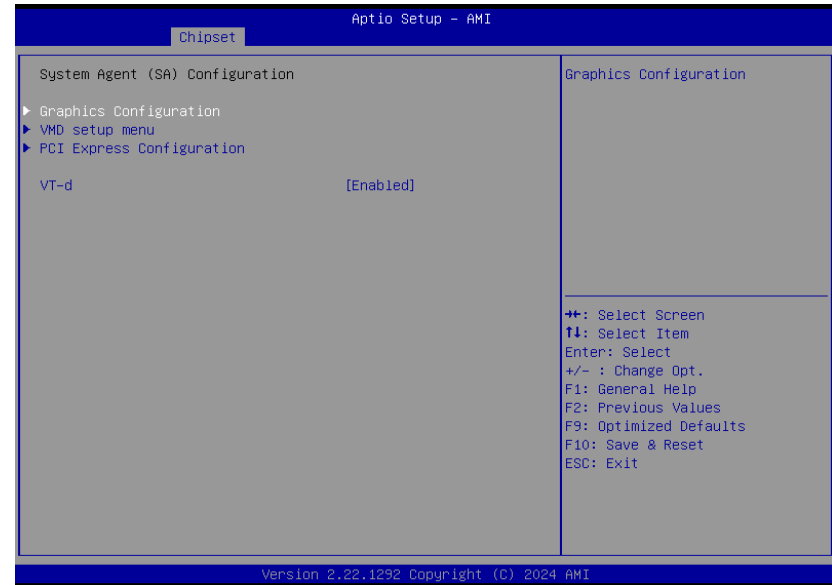 Aptio Setup – AMI
Chipset
System Agent (SA) Configuration
Graphics Configuration
VMD setup menu
PCI Express Configuration
VT-d [Enabled]
Graphics Configuration
→←: Select Screen
↑↓: Select Item
Enter: Select
+/- : Change Opt.
F1: General Help
F2: Previous Values
F9: Optimized Defaults
F10: Save & Reset
ESC: Exit
Version 2.22.1292 Copyright (C) 2024 AMI